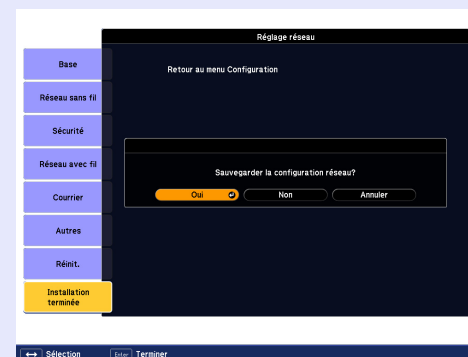 Réglage réseau
Base
Retour au menu Configuration
Réseau sans fil
Sécurité
Réseau avec fil
Sauvegarder la configuration réseau?
Oui Non Annuler
Courrier
Autres
Réinit.
Installation
terminée
Sélection Enter Terminer